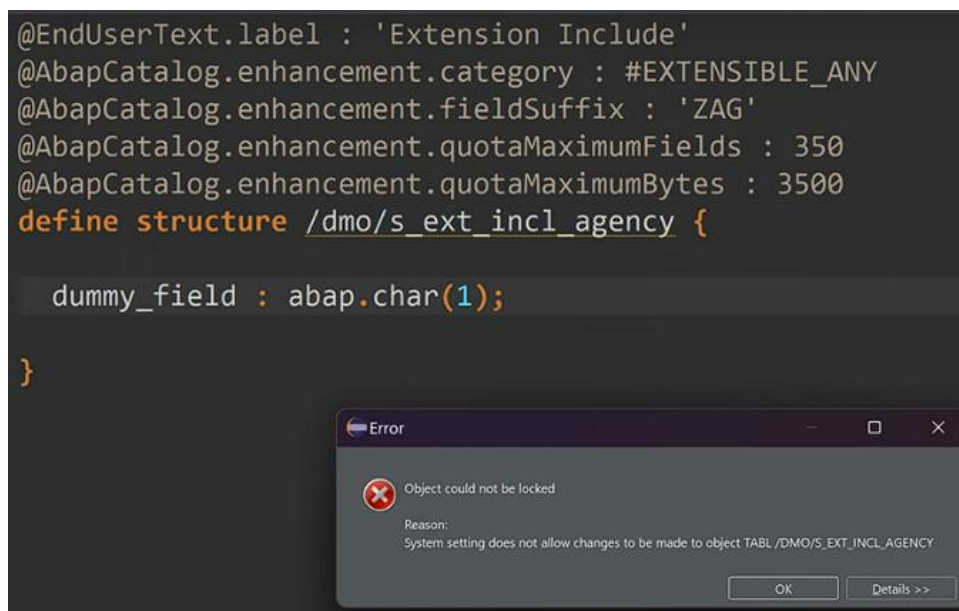 @EndUserText.label : 'Extension Include'
@AbapCatalog.enhancement.category : #EXTENSIBLE_ANY
@AbapCatalog.enhancement.fieldSuffix : 'ZAG'
@AbapCatalog.enhancement.quotaMaximumFields : 350
@AbapCatalog.enhancement.quotaMaximumBytes : 3500
define structure /dmo/s_ext_incl_agency {
dummy_field : abap.char(1);
}
Error
Object could not be locked
Reason:
System setting does not allow changes to be made to object TABL /DMO/S_EXT_INCL_AGENCY
OK
Details >>